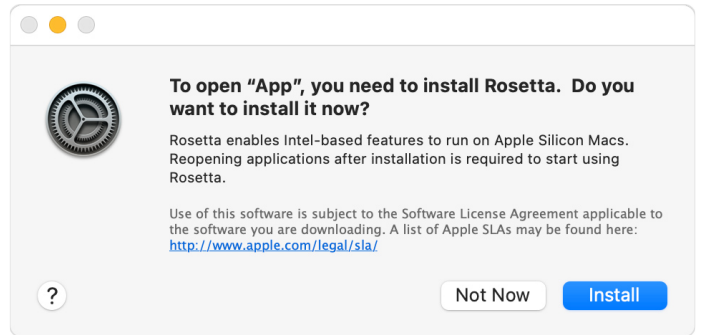 To open “App”, you need to install Rosetta.  Do you
want to install it now?
Rosetta enables Intel-based features to run on Apple Silicon Macs.
Reopening applications after installation is required to start using
Rosetta.
Use of this software is subject to the Software License Agreement applicable to
the software you are downloading. A list of Apple SLAs may be found here:
http://www.apple.com/legal/sla/
?
Not Now
Install